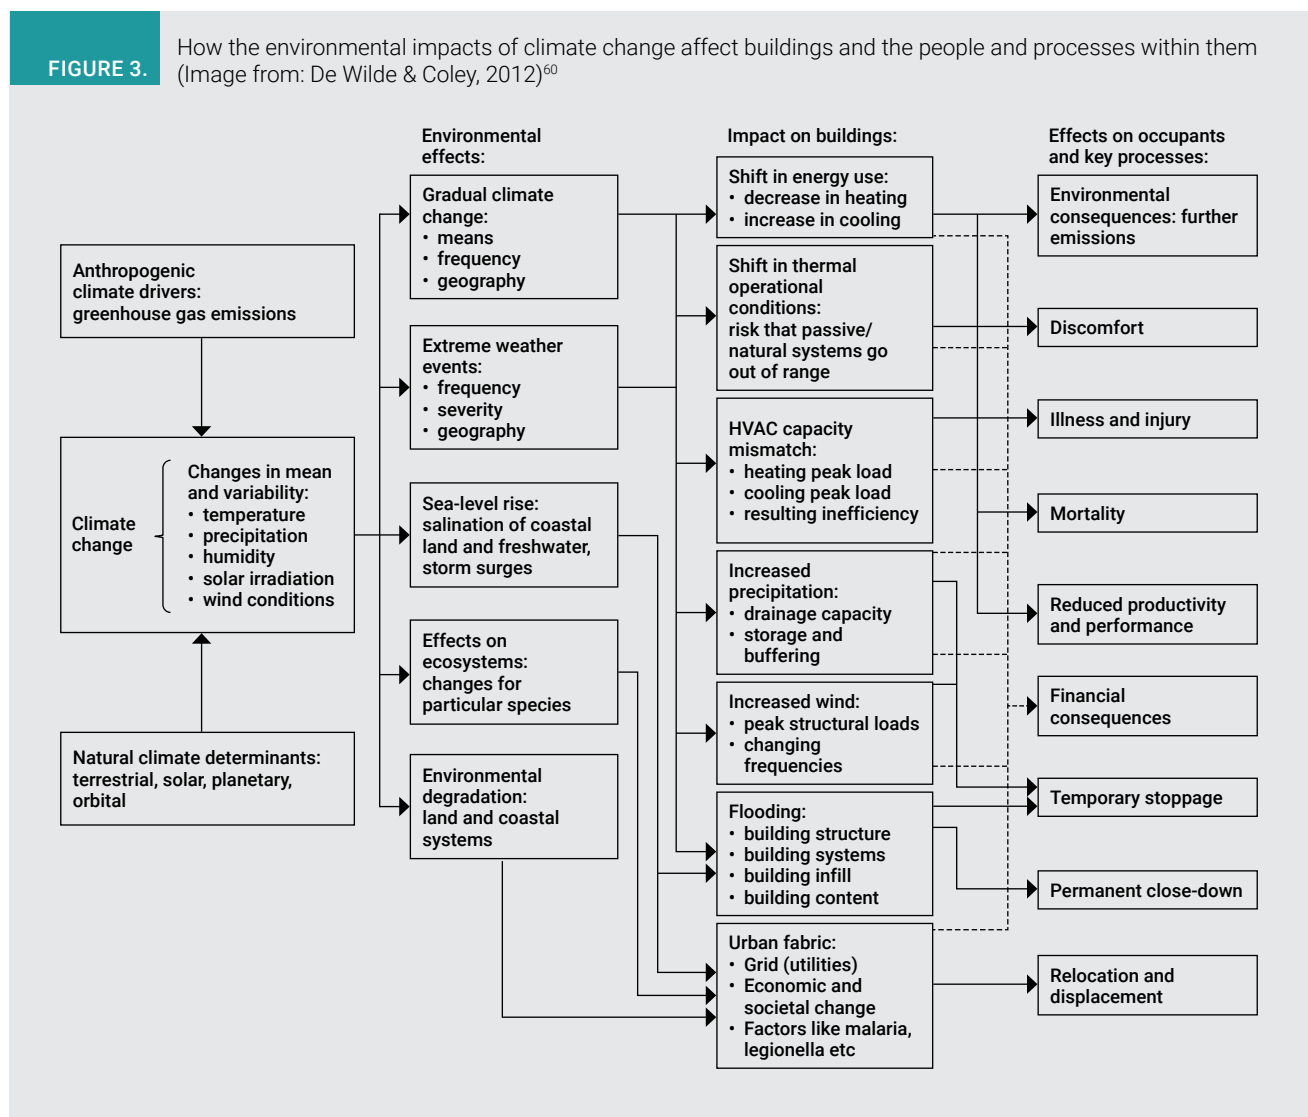 FIGURE 3.
How the environmental impacts of climate change affect buildings and the people and processes within them
(Image from: De Wilde & Coley, 2012)60
Anthropogenic
climate drivers:
greenhouse gas emissions
Climate
change
Changes in mean
and variability:
• temperature
• precipitation
• humidity
• solar irradiation
• wind conditions
Natural climate determinants:
terrestrial, solar, planetary,
orbital
Environmental
effects:
Gradual climate
change:
• means
• frequency
• geography
Extreme weather
events:
• frequency
• severity
• geography
Sea-level rise:
salination of coastal
land and freshwater,
storm surges
Effects on
ecosystems:
changes for
particular species
Environmental
degradation:
land and coastal
systems
Impact on buildings:
Shift in energy use:
• decrease in heating
• increase in cooling
Shift in thermal
operational
conditions:
risk that passive/
natural systems go
out of range
HVAC capacity
mismatch:
• heating peak load
• cooling peak load
• resulting inefficiency
Increased
precipitation:
• drainage capacity
• storage and
buffering
Increased wind:
• peak structural loads
• changing
frequencies
Flooding:
• building structure
• building systems
• building infill
• building content
Urban fabric:
• Grid (utilities)
• Economic and
societal change
• Factors like malaria,
legionella etc
Effects on occupants
and key processes:
Environmental
consequences: further
emissions
Discomfort
Illness and injury
Mortality
Reduced productivity
and performance
Financial
consequences
Temporary stoppage
Permanent close-down
Relocation and
displacement